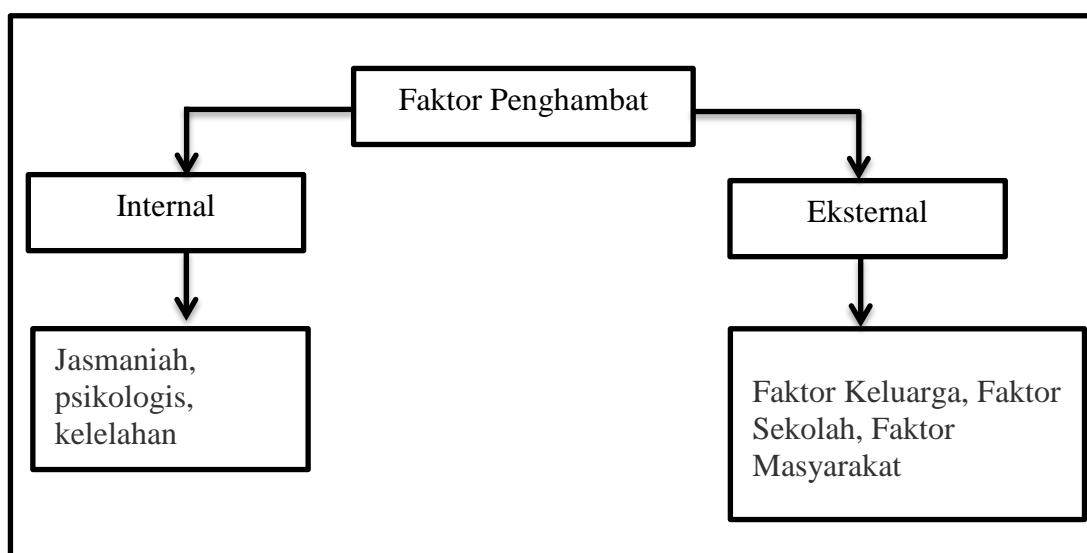 Faktor Penghambat
Internal
Eksternal
Jasmaniah,
psikologis,
kelelahan
Faktor Keluarga, Faktor
Sekolah, Faktor
Masyarakat